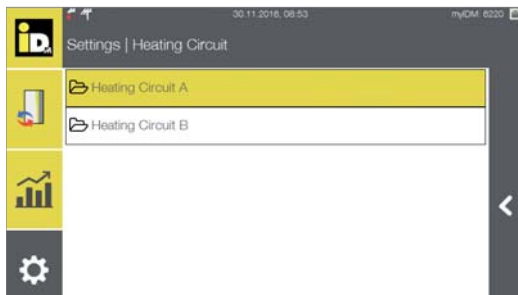 iD.
30.11.2016, 08:53
myIDM: 6220
Settings | Heating Circuit
Heating Circuit A
Heating Circuit B